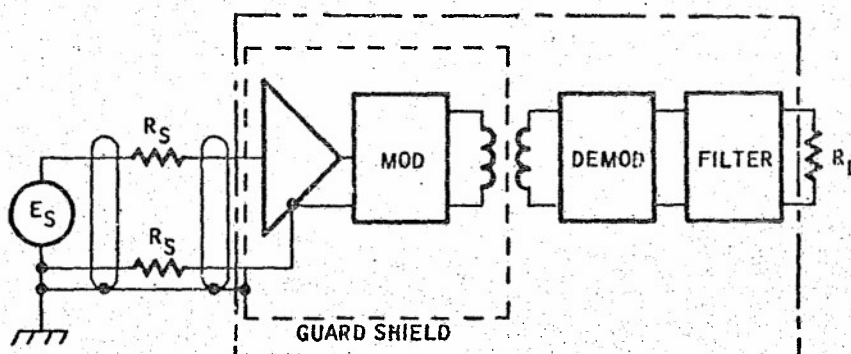 R_S
MOD
DEMOD
FILTER
E_S
R_S
GUARD SHIELD